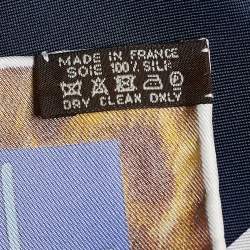 MADE IN FRANCE
SOIE 100% SILK
DRY CLEAN ONLY